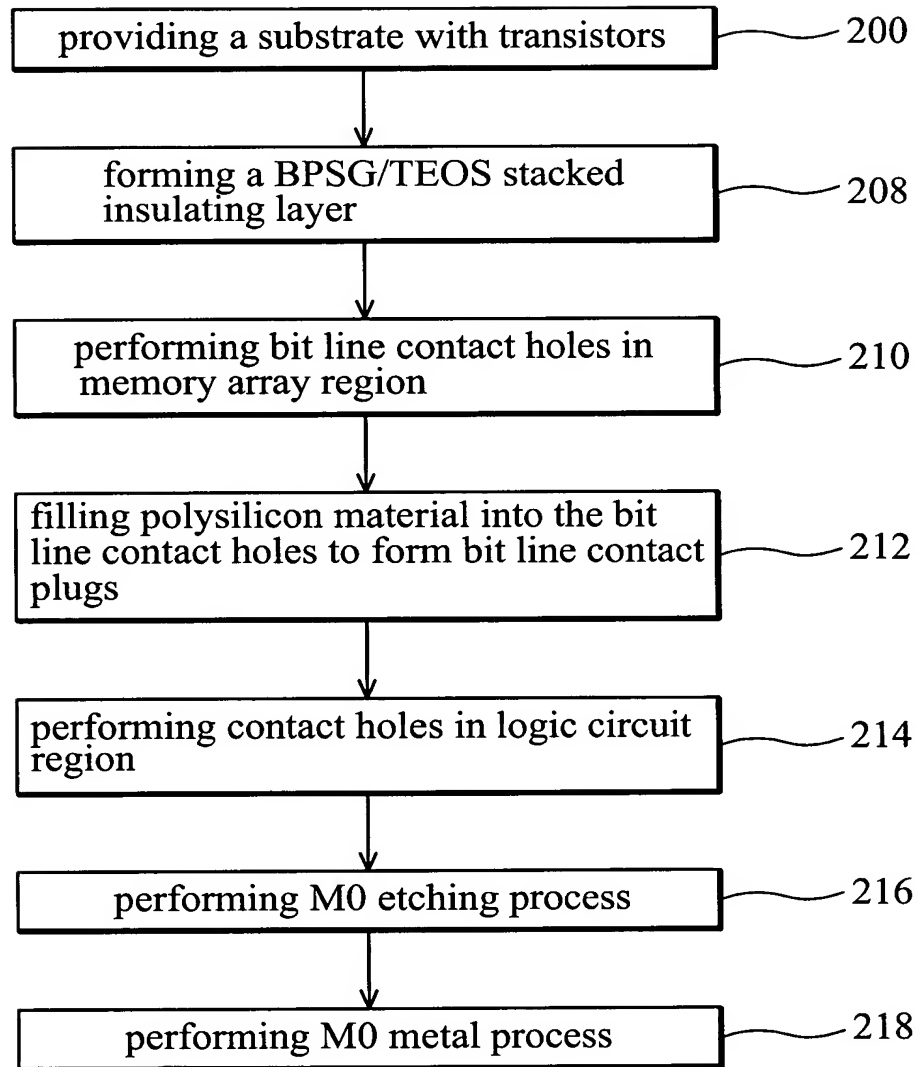 providing a substrate with transistors
200
forming a BPSG/TEOS stacked
insulating layer
208
performing bit line contact holes in
memory array region
210
filling polysilicon material into the bit
line contact holes to form bit line contact
plugs
212
performing contact holes in logic circuit
region
214
performing M0 etching process
216
performing M0 metal process
218